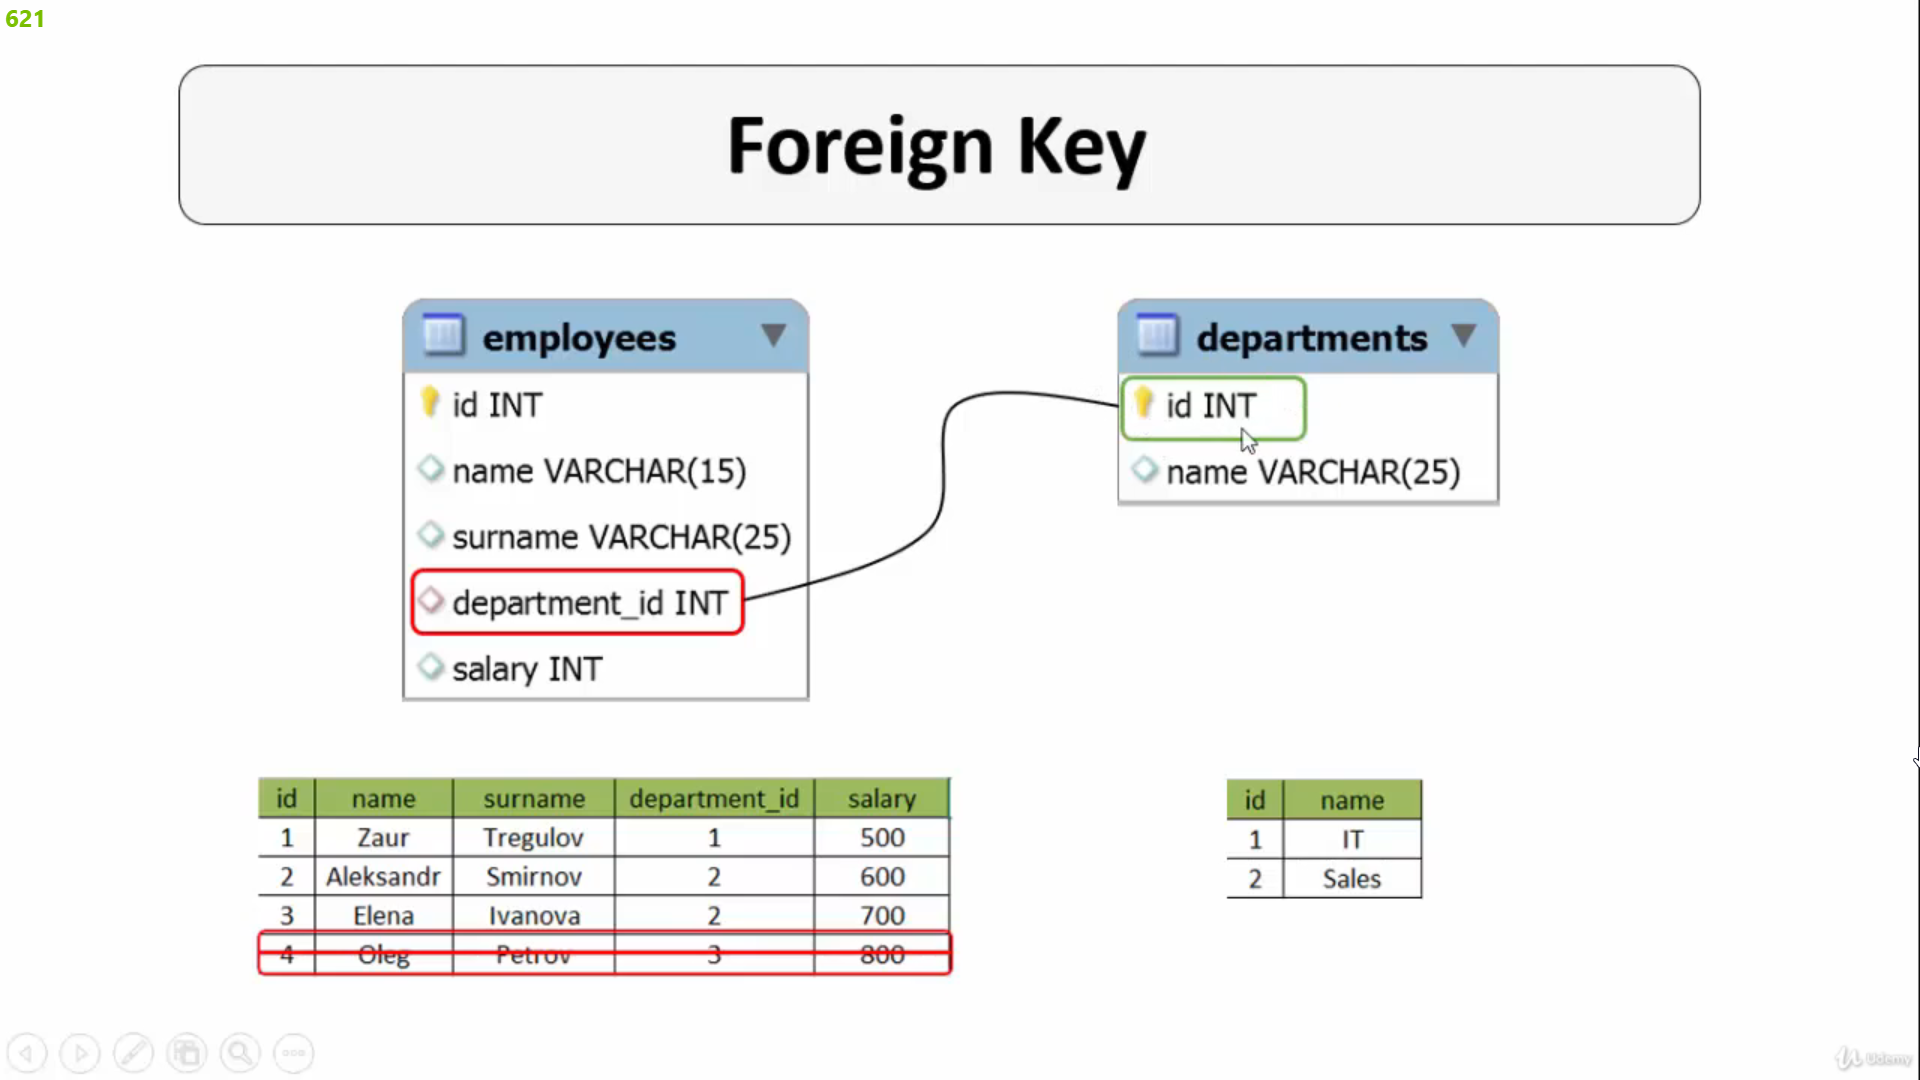 621
Foreign Key
employees
id INT
name VARCHAR(15)
surname VARCHAR(25)
department_id INT
salary INT
departments
id INT
name VARCHAR(25)
id name surname department_id salary
1 Zaur Tregulov 1 500
2 Aleksandr Smirnov 2 600
3 Elena Ivanova 2 700
4 Oleg Petrov 3 800
id name
1 IT
2 Sales
Udemy